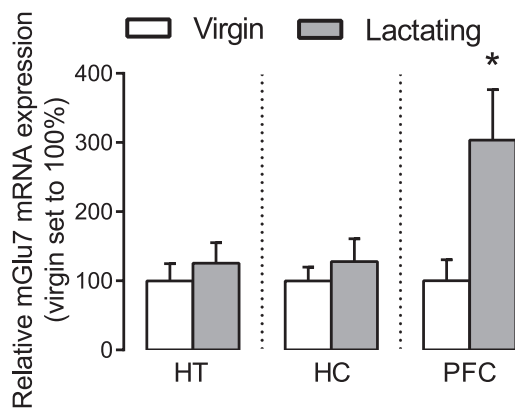 Virgin Lactating
Relative mGlu7 mRNA expression
(virgin set to 100%)
400
300
200
100
0
*
HT HC PFC